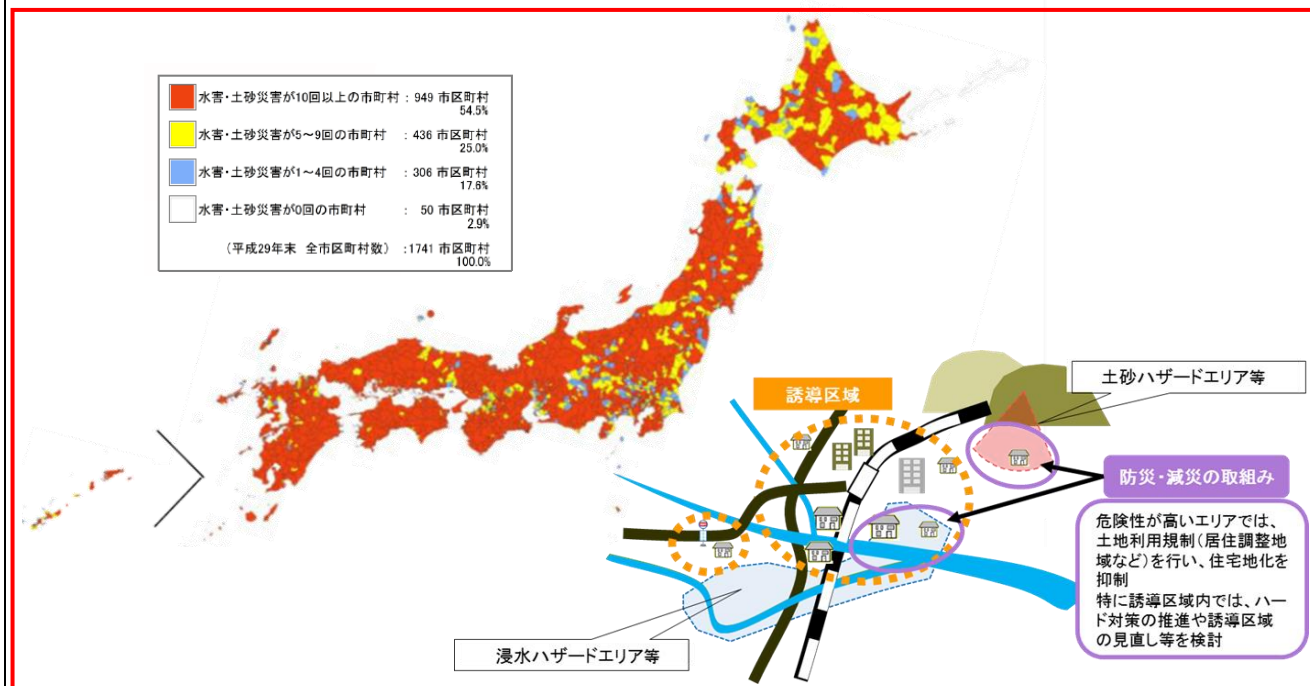 水害・土砂災害が10回以上の市町村 : 949 市区町村
54.5%
水害・土砂災害が5～9回の市町村 : 436 市区町村
25.0%
水害・土砂災害が1～4回の市町村 : 306 市区町村
17.6%
水害・土砂災害が0回の市町村 : 50 市区町村
2.9%
（平成29年末 全市区町村数） :1741 市区町村
100.0%
誘導区域
土砂ハザードエリア等
防災・減災の取組み
危険性が高いエリアでは、
土地利用規制（居住調整地
域など）を行い、住宅地化を
抑制
特に誘導区域内では、ハー
ド対策の推進や誘導区域
の見直し等を検討
浸水ハザードエリア等